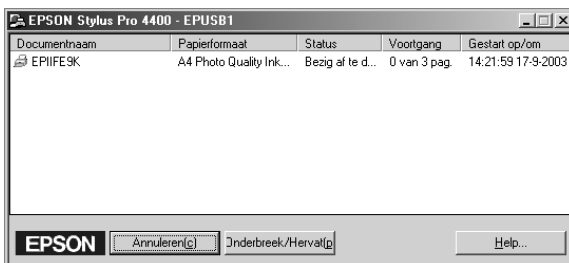 EPSON Stylus Pro 4400 - EPUSB1
Documentnaam Papierformaat Status Voortgang Gestart op/om
EPIIFE9K A4 Photo Quality Ink... Bezig af te d... 0 van 3 pag. 14:21:59 17-9-2003
EPSON Annuleren(c) Onderbreek/Hervat(p Help...